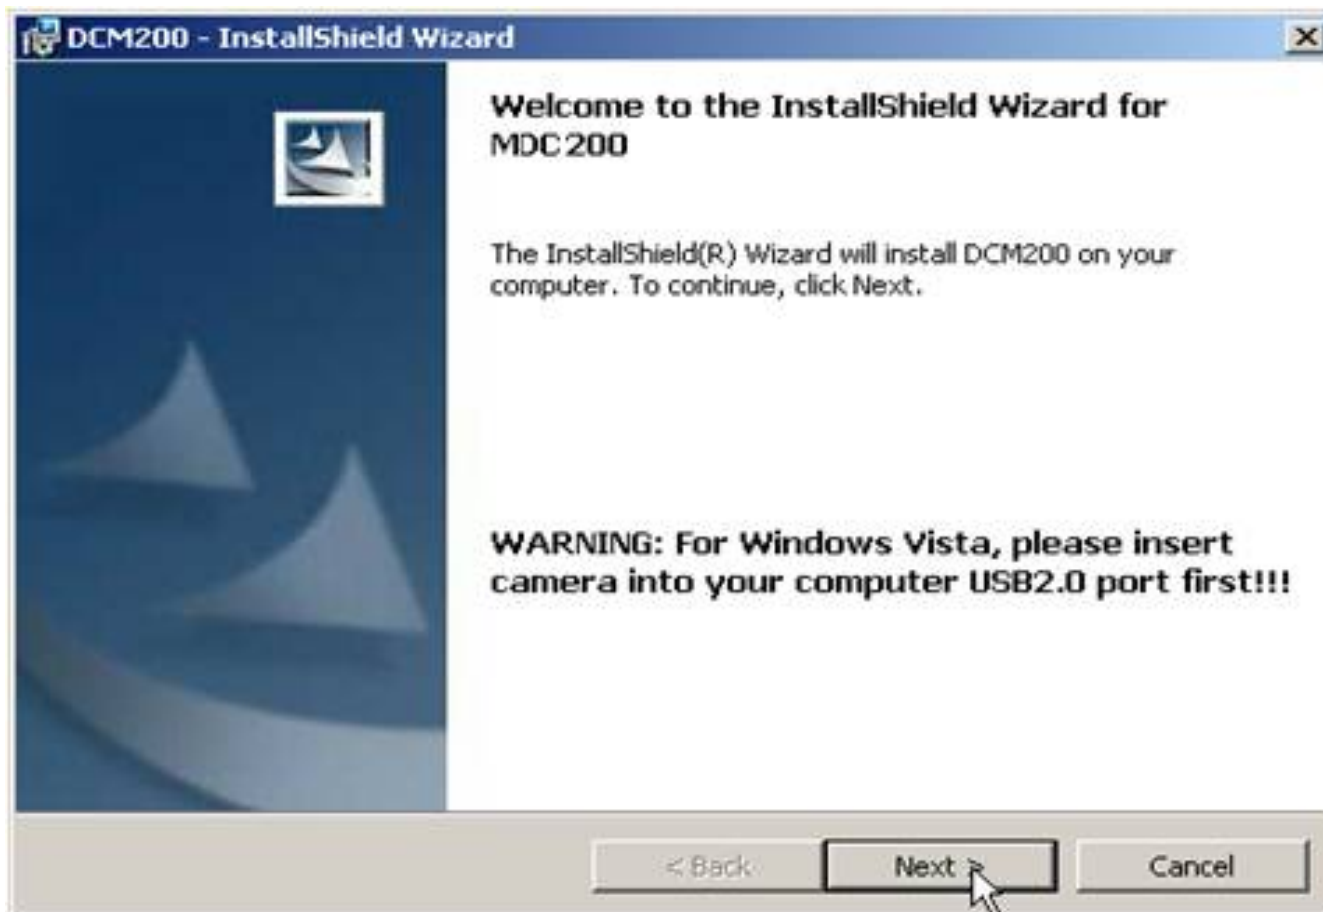 DCM200 - InstallShield Wizard
Welcome to the InstallShield Wizard for
MDC200
The InstallShield(R) Wizard will install DCM200 on your
computer. To continue, click Next.
WARNING: For Windows Vista, please insert
camera into your computer USB2.0 port first!!!
< Back
Next >
Cancel